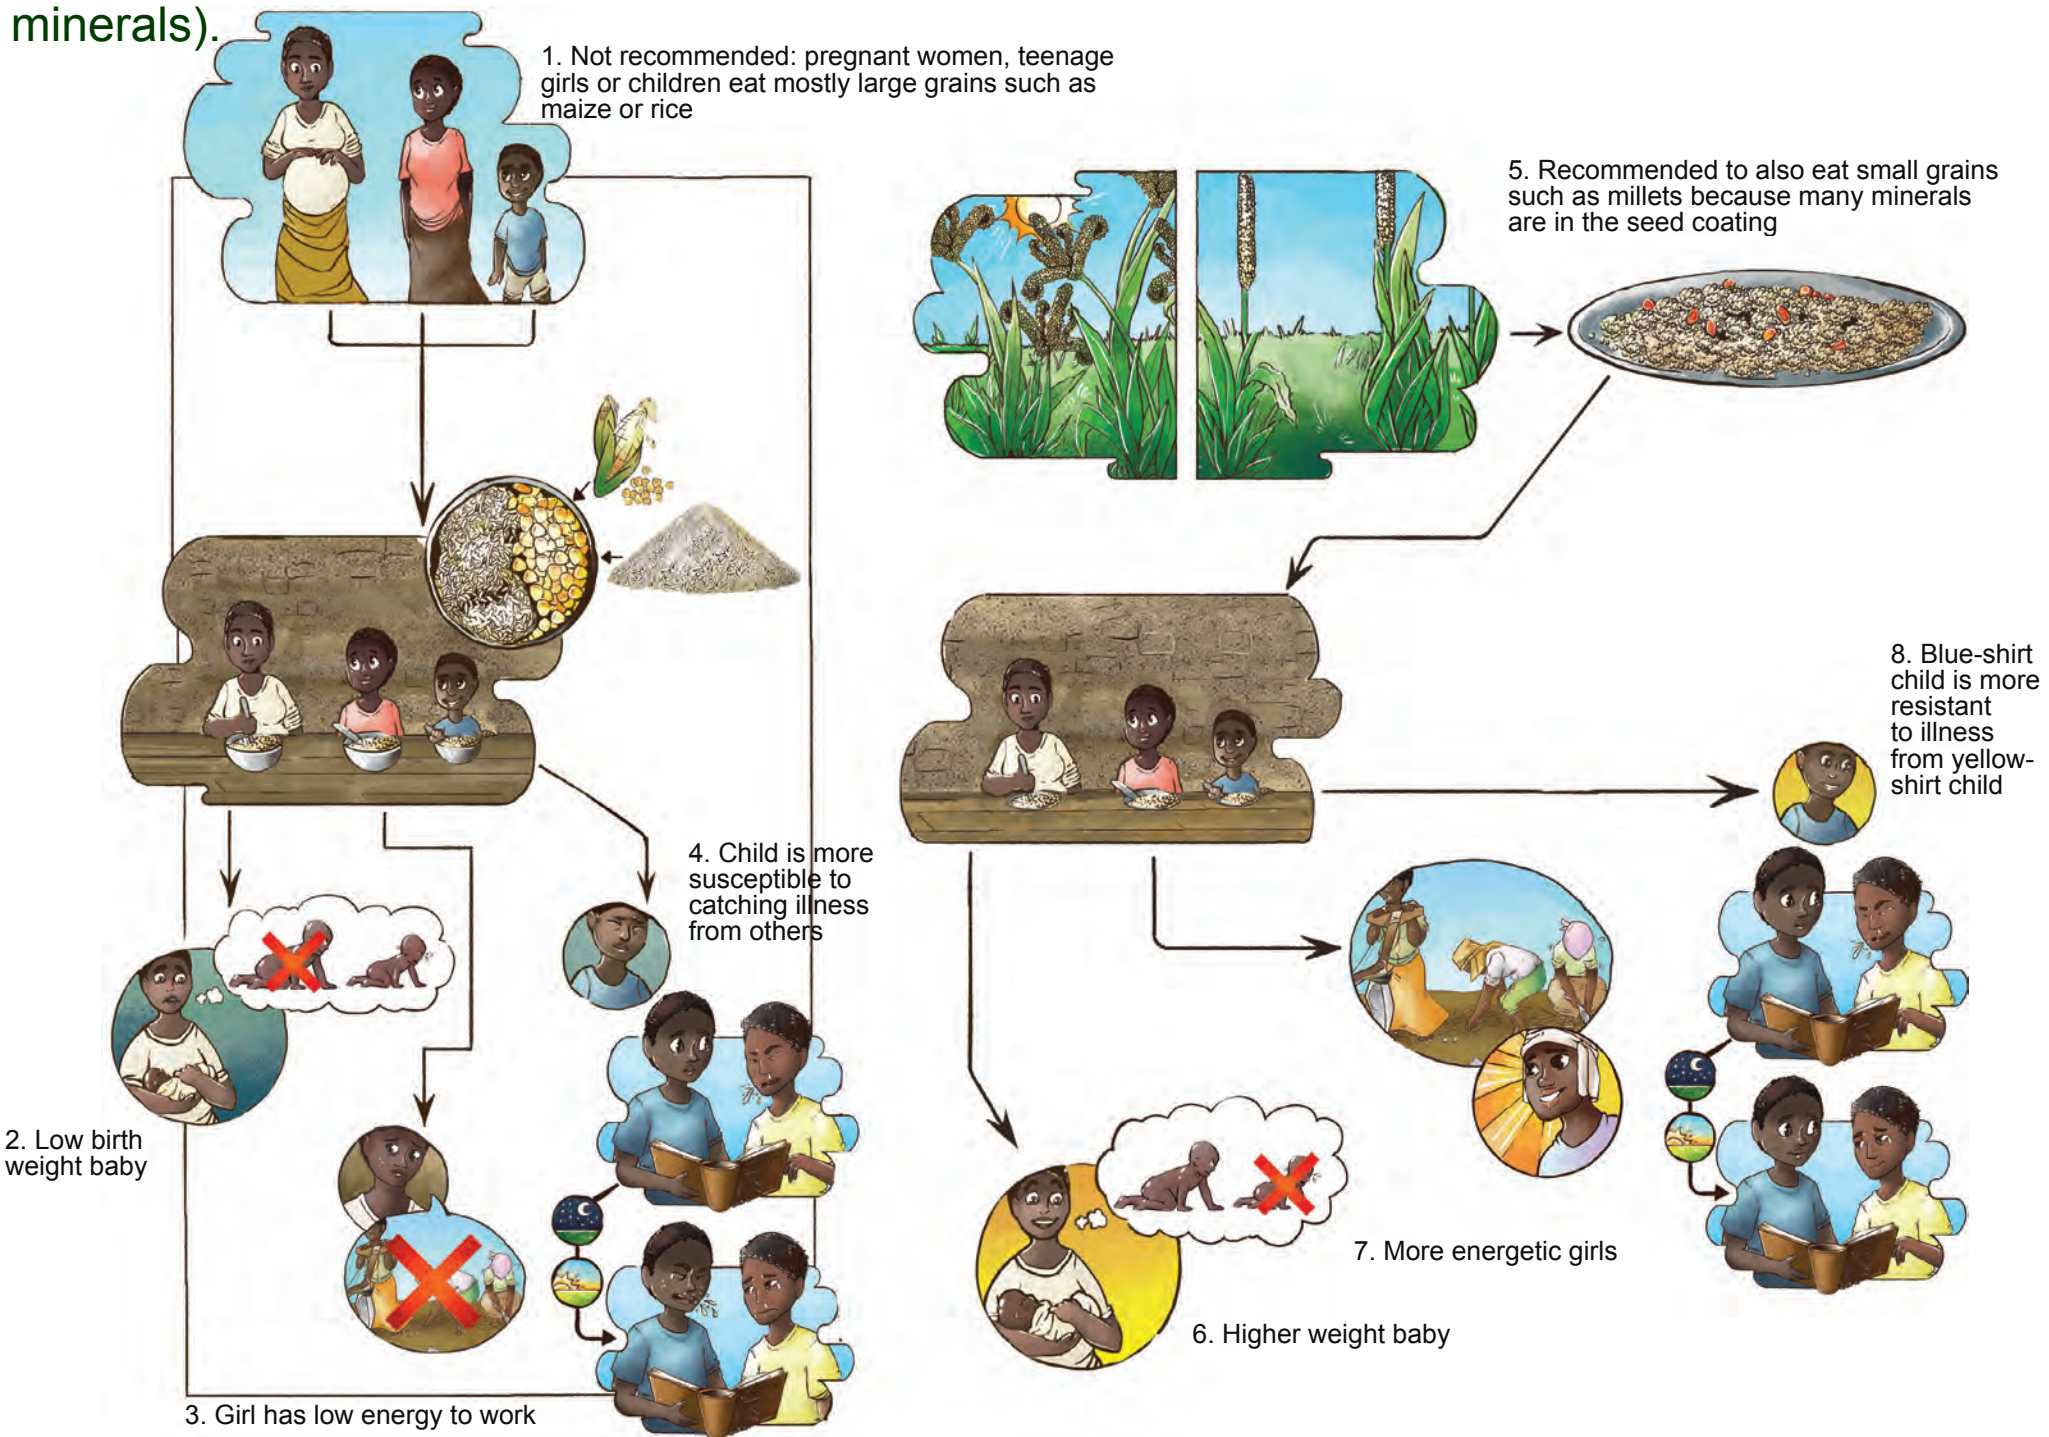 minerals).
1. Not recommended: pregnant women, teenage
girls or children eat mostly large grains such as
maize or rice
5. Recommended to also eat small grains
such as millets because many minerals
are in the seed coating
8. Blue-shirt
child is more
resistant
to illness
from yellow-
shirt child
4. Child is more
susceptible to
catching illness
from others
2. Low birth
weight baby
7. More energetic girls
6. Higher weight baby
3. Girl has low energy to work